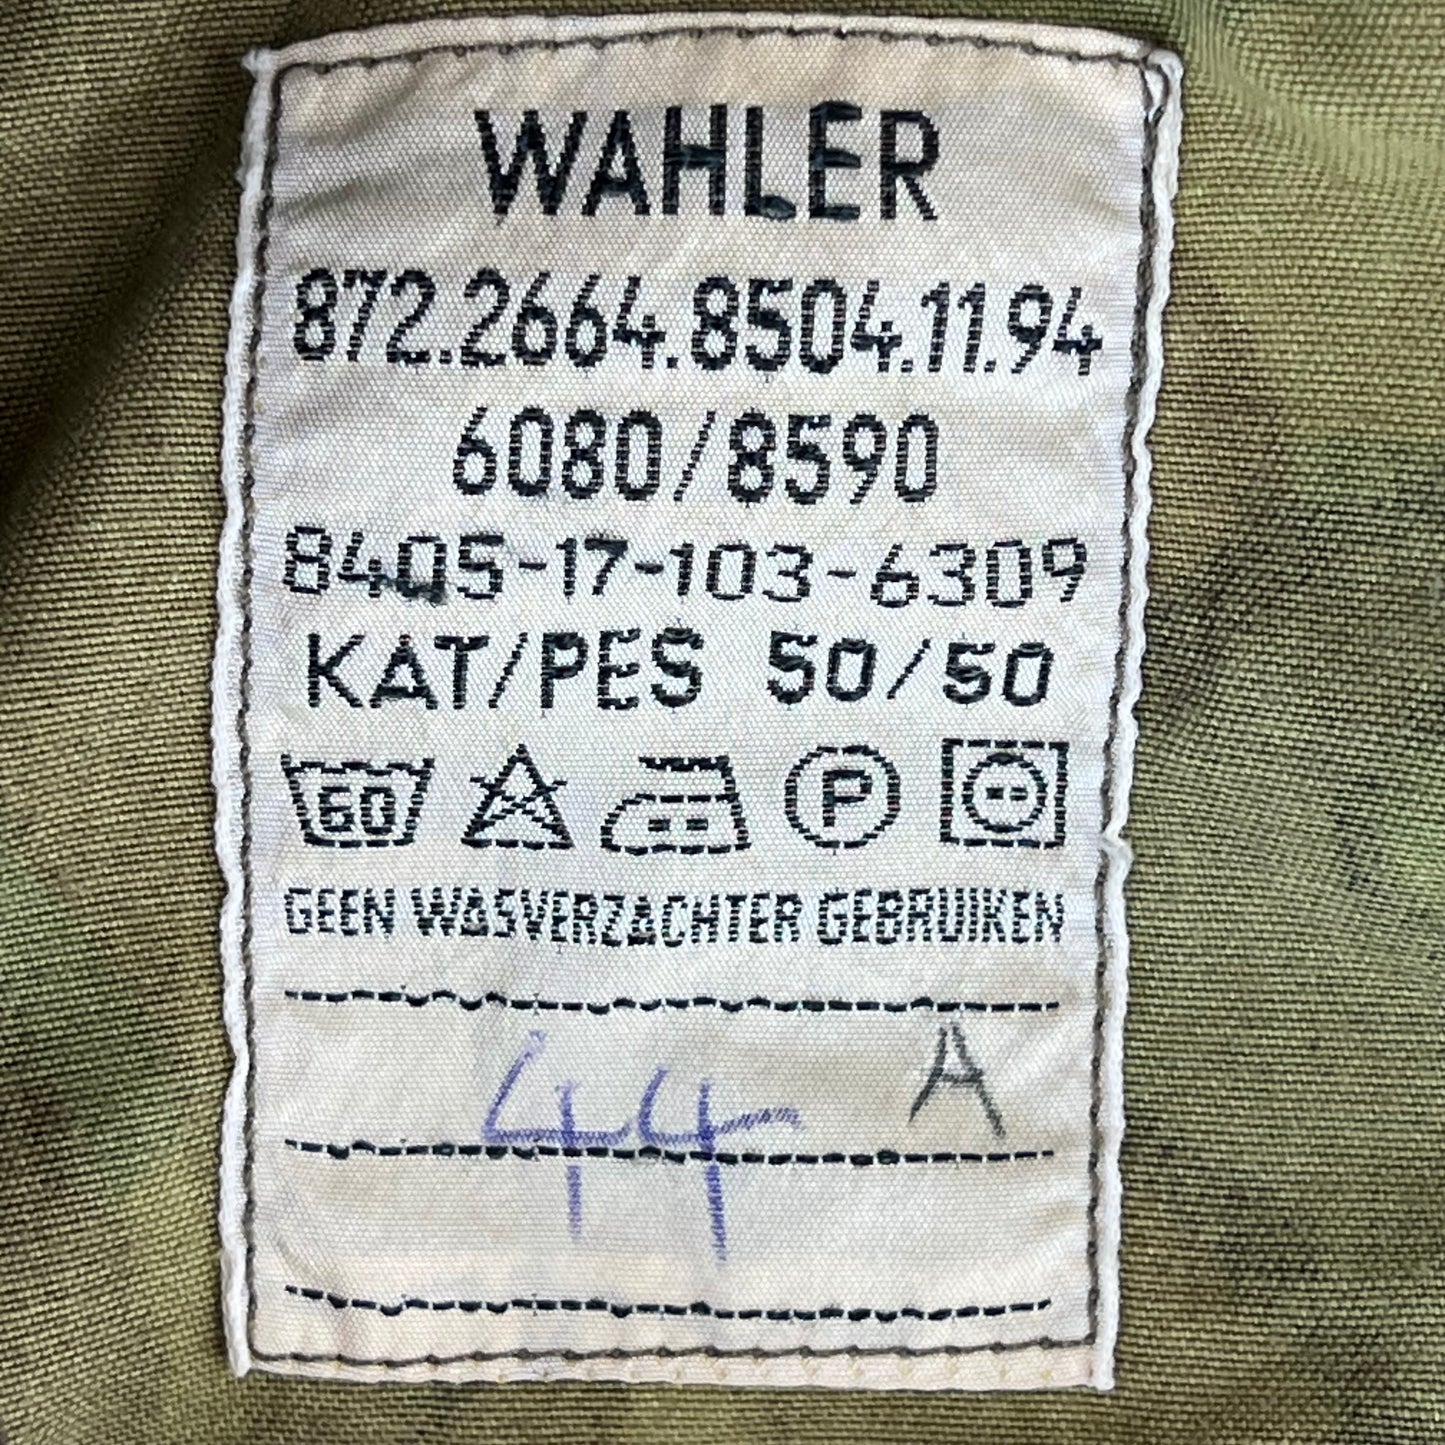 WAHLER
872.2664.8504.11.94
6080/8590
8405-17-103-6309
KAT/PES 50/50
60 P
GEEN WASVERZACHTER GEBRUIKEN
44 A